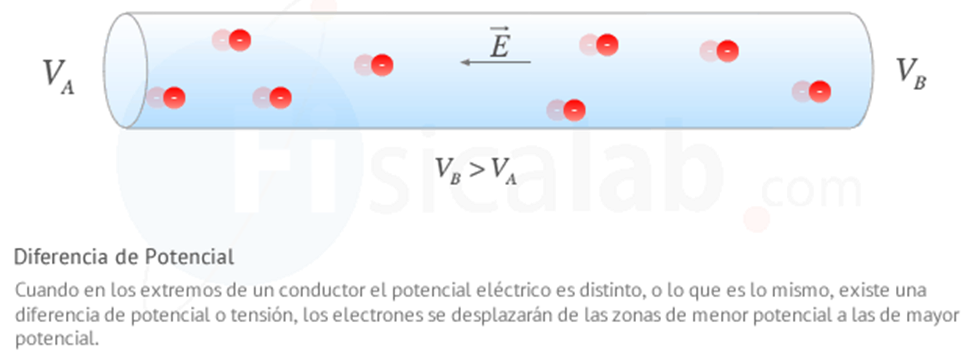 V_A E⃗ V_B
V_B > V_A
Fisicalab.com
Diferencia de Potencial
Cuando en los extremos de un conductor el potencial eléctrico es distinto, o lo que es lo mismo, existe una
diferencia de potencial o tensión, los electrones se desplazarán de las zonas de menor potencial a las de mayor
potencial.